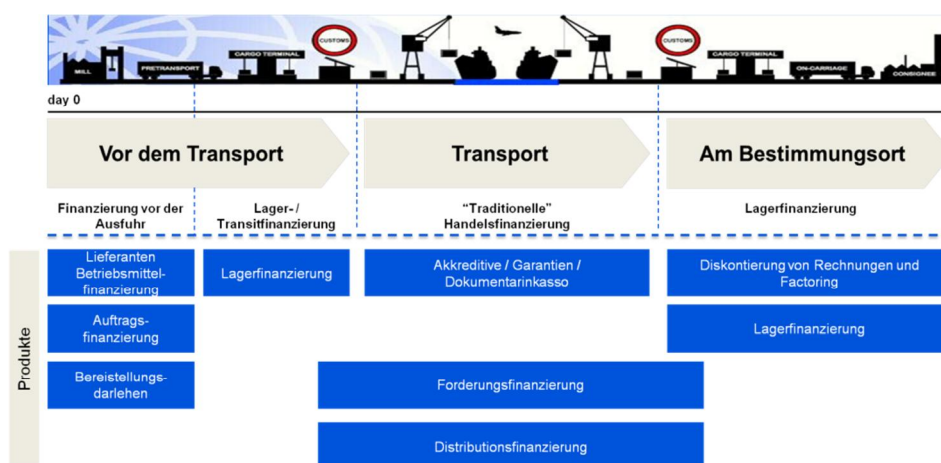 CUSTOMS
CUSTOMS
CARGO TERMINAL
CARGO TERMINAL
MILL
PRETRANSPORT
ON-CARRIAGE
CONSIGNEE
day 0
Vor dem Transport
Transport
Am Bestimmungsort
Finanzierung vor der
Ausfuhr
Lager- /
Transitfinanzierung
“Traditionelle”
Handelsfinanzierung
Lagerfinanzierung
Produkte
Lieferanten
Betriebsmittel-
finanzierung
Lagerfinanzierung
Akkreditive / Garantien /
Dokumentarinkasso
Diskontierung von Rechnungen und
Factoring
Auftrags-
finanzierung
Lagerfinanzierung
Bereistellungs-
darlehen
Forderungsfinanzierung
Distributionsfinanzierung